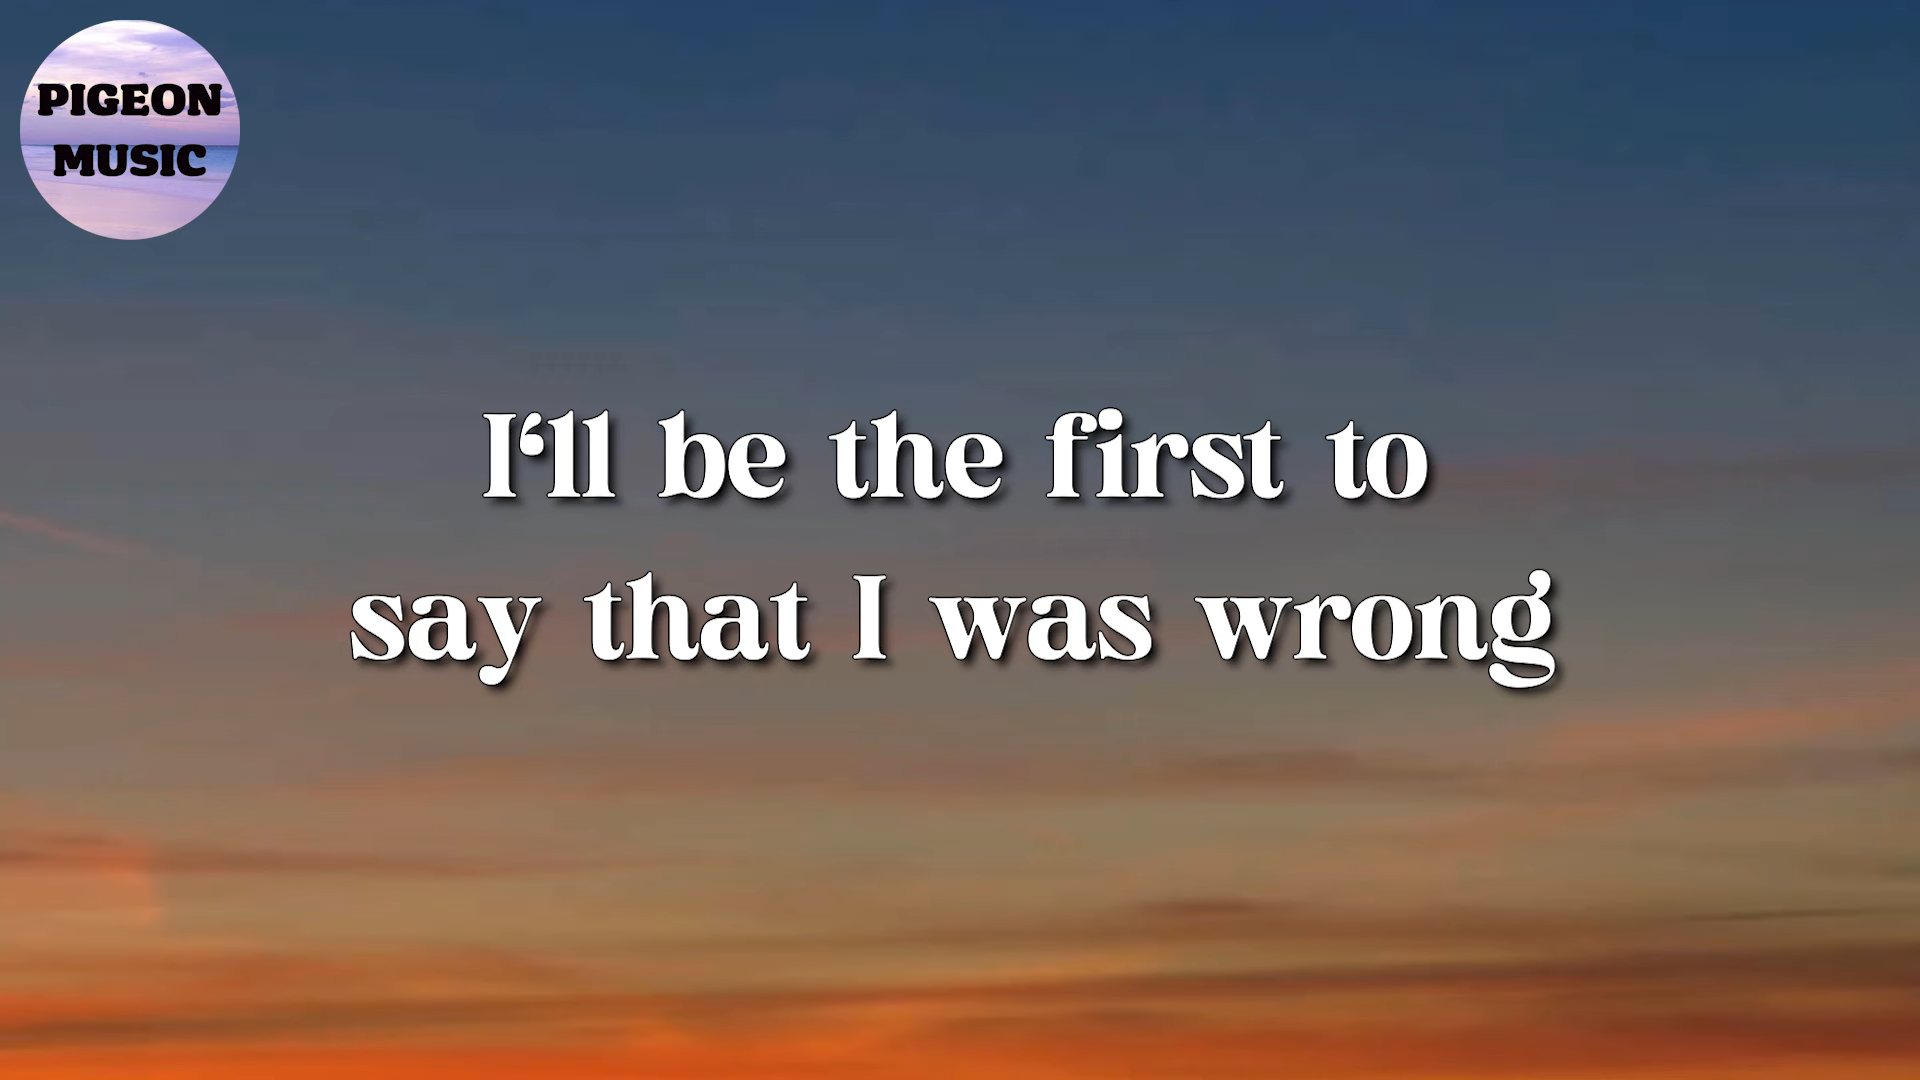 PIGEON
MUSIC
I‘ll be the first to
say that I was wrong